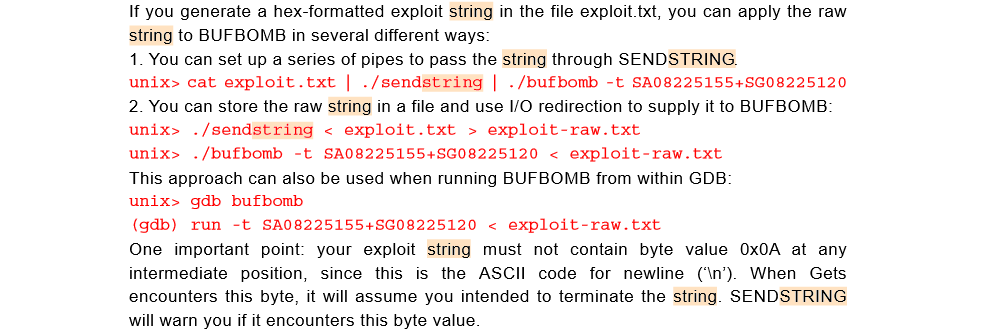 If you generate a hex-formatted exploit string in the file exploit.txt, you can apply the raw
string to BUFBOMB in several different ways:
1. You can set up a series of pipes to pass the string through SENDSTRING.
unix> cat exploit.txt | ./sendstring | ./bufbomb -t SA08225155+SG08225120
2. You can store the raw string in a file and use I/O redirection to supply it to BUFBOMB:
unix> ./sendstring < exploit.txt > exploit-raw.txt
unix> ./bufbomb -t SA08225155+SG08225120 < exploit-raw.txt
This approach can also be used when running BUFBOMB from within GDB:
unix> gdb bufbomb
(gdb) run -t SA08225155+SG08225120 < exploit-raw.txt
One important point: your exploit string must not contain byte value 0x0A at any
intermediate position, since this is the ASCII code for newline (‘\n’). When Gets
encounters this byte, it will assume you intended to terminate the string. SENDSTRING
will warn you if it encounters this byte value.